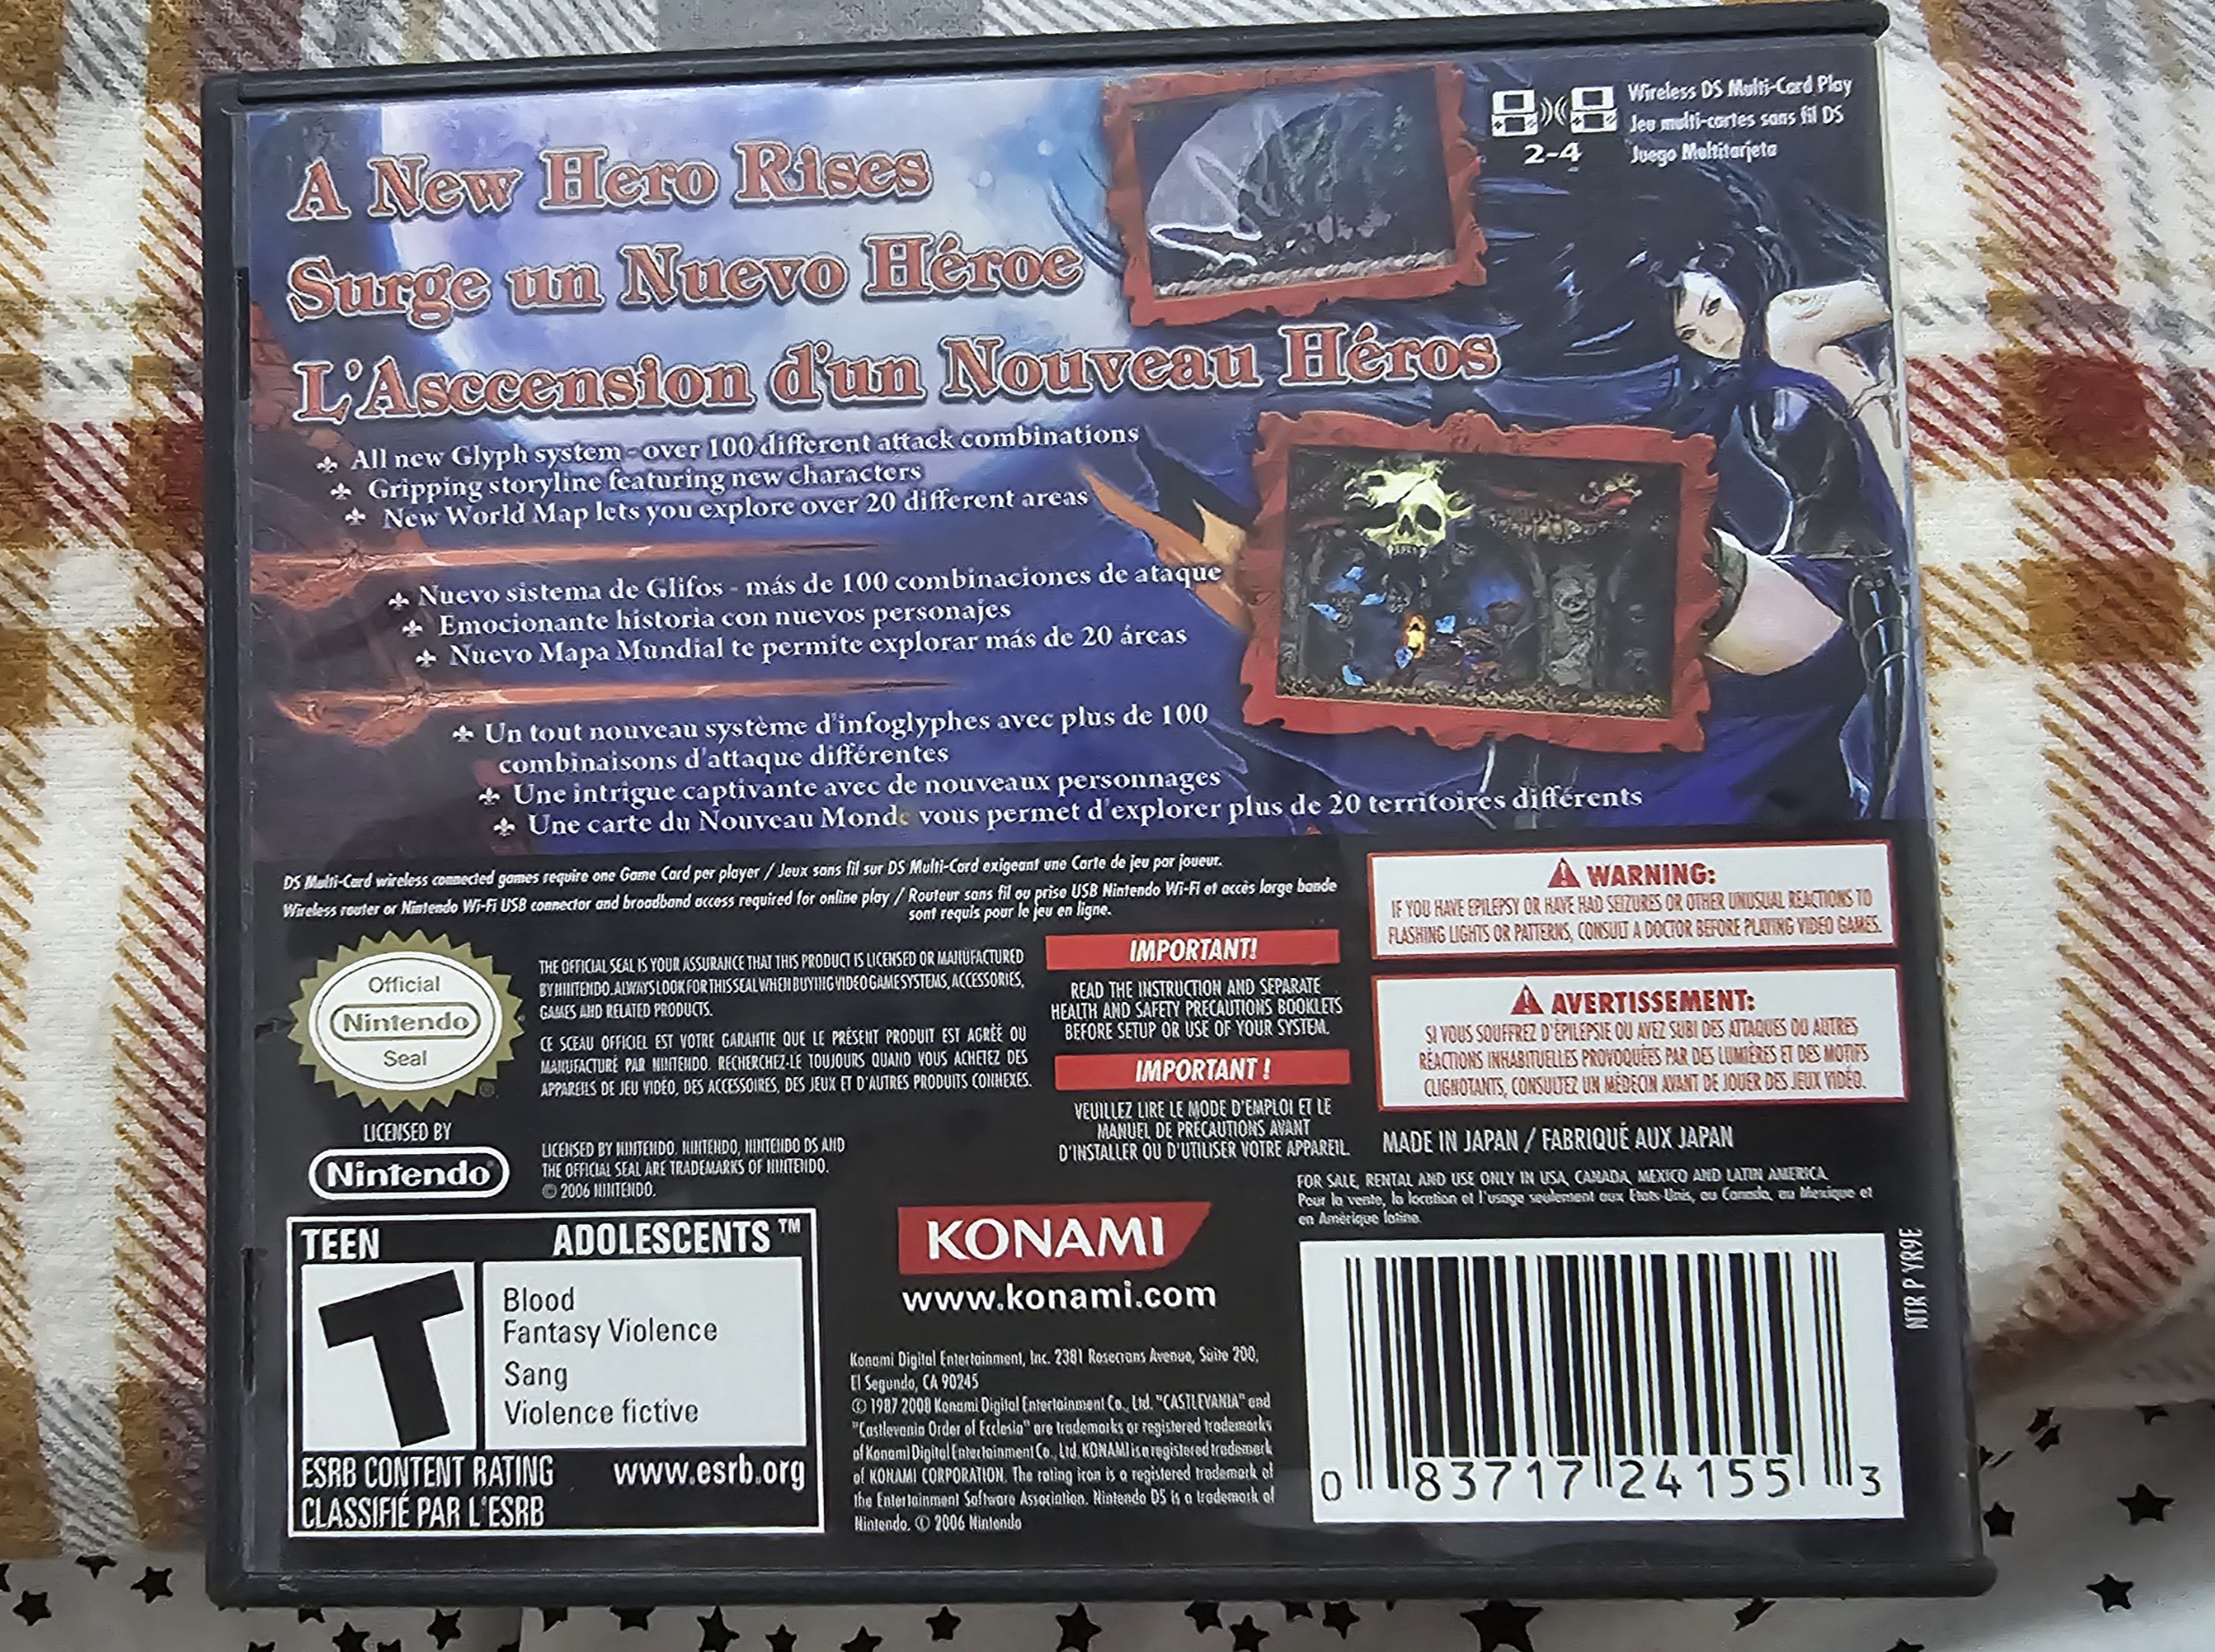 Wireless DS Multi-Card Play
Jeu multi-cartes sans fil DS
Juego Multitarjeta
2-4
A New Hero Rises
Surge un Nuevo Héroe
L'Asccension d'un Nouveau Héros
All new Glyph system - over 100 different attack combinations
Gripping storyline featuring new characters
New World Map lets you explore over 20 different areas
Nuevo sistema de Glifos - más de 100 combinaciones de ataque
Emocionante historia con nuevos personajes
Nuevo Mapa Mundial te permite explorar más de 20 áreas
Un tout nouveau système d'infoglyphes avec plus de 100
combinaisons d'attaque différentes
Une intrigue captivante avec de nouveaux personnages
Une carte du Nouveau Monde vous permet d'explorer plus de 20 territoires différents
DS Multi-Card wireless connected games require one Game Card per player / Jeux sans fil sur DS Multi-Card exigeant une Carte de jeu par joueur.
Wireless router or Nintendo Wi-Fi USB connector and broadband access required for online play / Routeur sans fil ou prise USB Nintendo Wi-Fi et accès large bande
sont requis pour le jeu en ligne.
WARNING:
IF YOU HAVE EPILEPSY OR HAVE HAD SEIZURES OR OTHER UNUSUAL REACTIONS TO
FLASHING LIGHTS OR PATTERNS, CONSULT A DOCTOR BEFORE PLAYING VIDEO GAMES.
AVERTISSEMENT:
SI VOUS SOUFFREZ D'ÉPILEPSIE OU AVEZ SUBI DES ATTAQUES OU AUTRES
RÉACTIONS INHABITUELLES PROVOQUÉES PAR DES LUMIÈRES ET DES MOTIFS
CLIGNOTANTS, CONSULTEZ UN MÉDECIN AVANT DE JOUER DES JEUX VIDÉO.
Official
Nintendo
Seal
THE OFFICIAL SEAL IS YOUR ASSURANCE THAT THIS PRODUCT IS LICENSED OR MANUFACTURED
BY NINTENDO. ALWAYS LOOK FOR THIS SEAL WHEN BUYING VIDEO GAME SYSTEMS, ACCESSORIES,
GAMES AND RELATED PRODUCTS.
CE SCEAU OFFICIEL EST VOTRE GARANTIE QUE LE PRÉSENT PRODUIT EST AGRÉÉ OU
MANUFACTURÉ PAR NINTENDO. RECHERCHEZ-LE TOUJOURS QUAND VOUS ACHETEZ DES
APPAREILS DE JEU VIDÉO, DES ACCESSOIRES, DES JEUX ET D'AUTRES PRODUITS CONNEXES.
IMPORTANT!
READ THE INSTRUCTION AND SEPARATE
HEALTH AND SAFETY PRECAUTIONS BOOKLETS
BEFORE SETUP OR USE OF YOUR SYSTEM.
IMPORTANT !
VEUILLEZ LIRE LE MODE D'EMPLOI ET LE
MANUEL DE PRÉCAUTIONS AVANT
D'INSTALLER OU D'UTILISER VOTRE APPAREIL.
LICENSED BY
Nintendo
LICENSED BY NINTENDO. NINTENDO, NINTENDO DS AND
THE OFFICIAL SEAL ARE TRADEMARKS OF NINTENDO.
© 2006 NINTENDO.
MADE IN JAPAN / FABRIQUÉ AUX JAPAN
FOR SALE, RENTAL AND USE ONLY IN USA, CANADA, MEXICO AND LATIN AMERICA.
Pour la vente, la location et l'usage seulement aux Etats-Unis, au Canada, au Mexique et
en Amérique latine.
TEEN ADOLESCENTS ™
T
Blood
Fantasy Violence
Sang
Violence fictive
ESRB CONTENT RATING www.esrb.org
CLASSIFIÉ PAR L'ESRB
KONAMI
www.konami.com
Konami Digital Entertainment, Inc. 2381 Rosecrans Avenue, Suite 200,
El Segundo, CA 90245
© 1987 2008 Konami Digital Entertainment Co., Ltd. "CASTLEVANIA" and
"Castlevania Order of Ecclesia" are trademarks or registered trademarks
of Konami Digital Entertainment Co., Ltd. KONAMI is a registered trademark
of KONAMI CORPORATION. The rating icon is a registered trademark of
the Entertainment Software Association. Nintendo DS is a trademark of
Nintendo. © 2006 Nintendo
0 83717 24155 3
NTR P YR9E